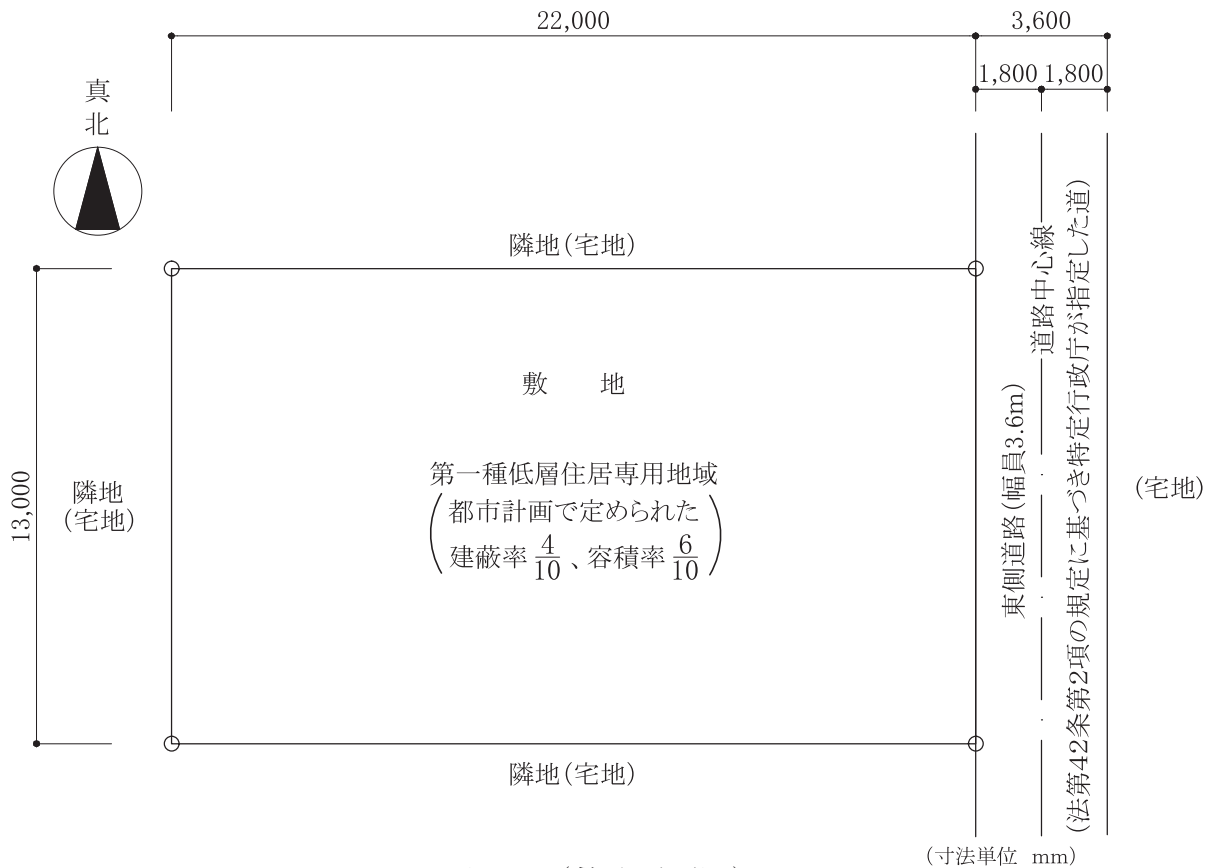 22,000
3,600
1,800
1,800
真
北
隣地(宅地)
敷　地
第一種低層住居専用地域
都市計画で定められた
建蔽率 4/10 、容積率 6/10
13,000
隣地
(宅地)
隣地(宅地)
東側道路(幅員3.6m)
道路中心線
(法第42条第2項の規定に基づき特定行政庁が指定した道)
(宅地)
(寸法単位 mm)